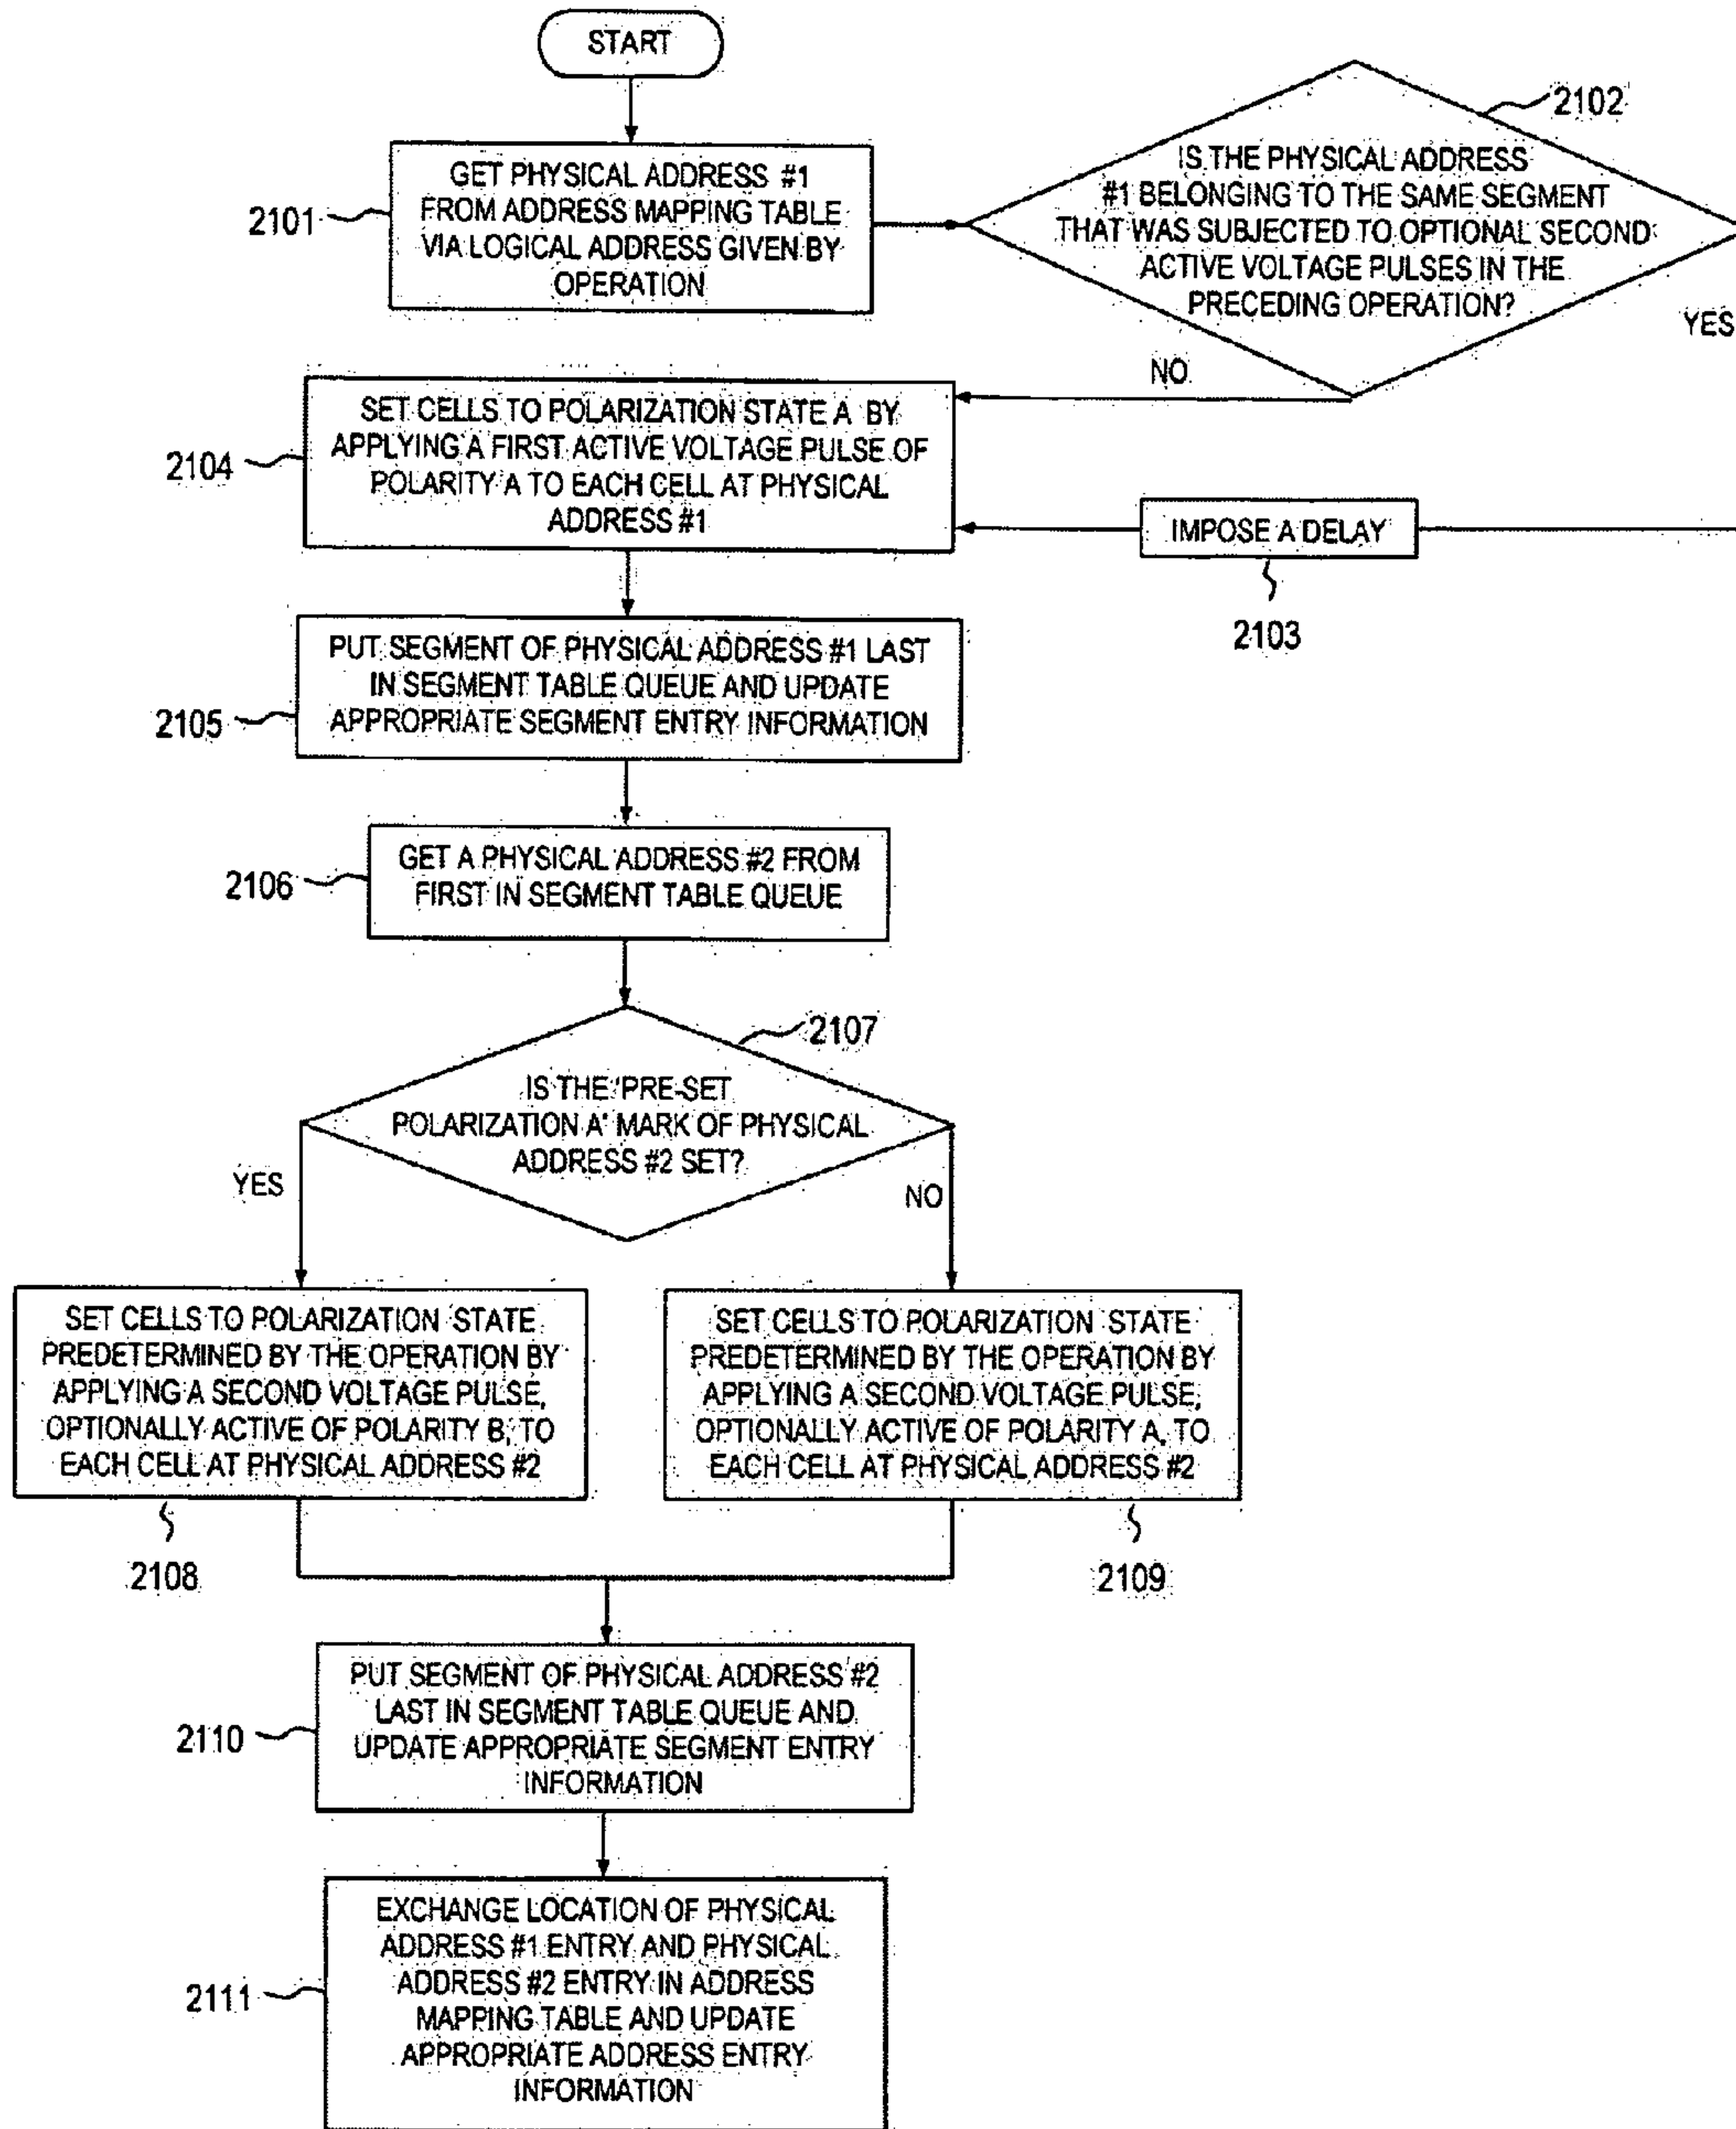 START
2101
GET PHYSICAL ADDRESS #1
FROM ADDRESS MAPPING TABLE
VIA LOGICAL ADDRESS GIVEN BY
OPERATION
2102
IS THE PHYSICAL ADDRESS
#1 BELONGING TO THE SAME SEGMENT
THAT WAS SUBJECTED TO OPTIONAL SECOND
ACTIVE VOLTAGE PULSES IN THE
PRECEDING OPERATION?
YES
NO
2104
SET CELLS TO POLARIZATION STATE A BY
APPLYING A FIRST ACTIVE VOLTAGE PULSE OF
POLARITY A TO EACH CELL AT PHYSICAL
ADDRESS #1
IMPOSE A DELAY
2103
2105
PUT SEGMENT OF PHYSICAL ADDRESS #1 LAST
IN SEGMENT TABLE QUEUE AND UPDATE
APPROPRIATE SEGMENT ENTRY INFORMATION
2106
GET A PHYSICAL ADDRESS #2 FROM
FIRST IN SEGMENT TABLE QUEUE
2107
IS THE 'PRE-SET
POLARIZATION A' MARK OF PHYSICAL
ADDRESS #2 SET?
YES
NO
SET CELLS TO POLARIZATION STATE
PREDETERMINED BY THE OPERATION BY
APPLYING A SECOND VOLTAGE PULSE,
OPTIONALLY ACTIVE OF POLARITY B, TO
EACH CELL AT PHYSICAL ADDRESS #2
2108
SET CELLS TO POLARIZATION STATE
PREDETERMINED BY THE OPERATION BY
APPLYING A SECOND VOLTAGE PULSE,
OPTIONALLY ACTIVE OF POLARITY A, TO
EACH CELL AT PHYSICAL ADDRESS #2
2109
2110
PUT SEGMENT OF PHYSICAL ADDRESS #2
LAST IN SEGMENT TABLE QUEUE AND
UPDATE APPROPRIATE SEGMENT ENTRY
INFORMATION
2111
EXCHANGE LOCATION OF PHYSICAL
ADDRESS #1 ENTRY AND PHYSICAL
ADDRESS #2 ENTRY IN ADDRESS
MAPPING TABLE AND UPDATE
APPROPRIATE ADDRESS ENTRY
INFORMATION